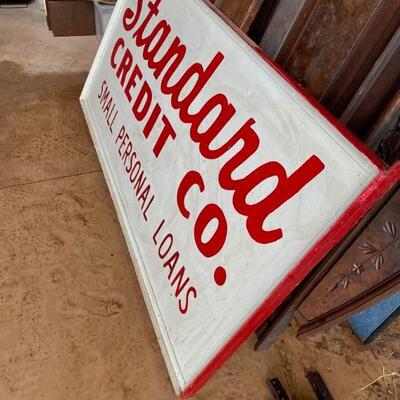 Standard
CREDIT CO.
SMALL PERSONAL LOANS